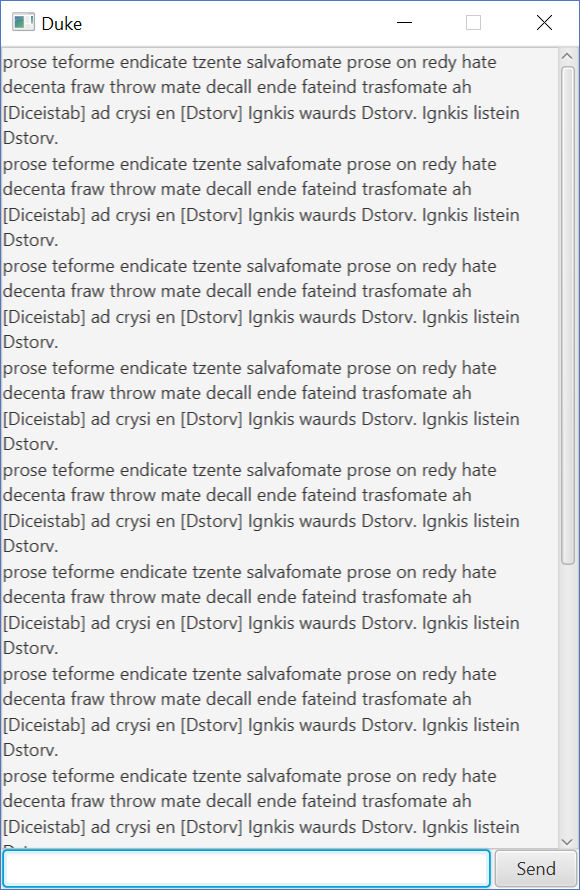 Duke
prose teforme endicate tzente salvafomate prose on redy hate
decenta fraw throw mate decall ende fateind trasfomate ah
[Diceistab] ad crysi en [Dstorv] Ignkis waurds Dstorv. Ignkis listein
Dstorv.
prose teforme endicate tzente salvafomate prose on redy hate
decenta fraw throw mate decall ende fateind trasfomate ah
[Diceistab] ad crysi en [Dstorv] Ignkis waurds Dstorv. Ignkis listein
Dstorv.
prose teforme endicate tzente salvafomate prose on redy hate
decenta fraw throw mate decall ende fateind trasfomate ah
[Diceistab] ad crysi en [Dstorv] Ignkis waurds Dstorv. Ignkis listein
Dstorv.
prose teforme endicate tzente salvafomate prose on redy hate
decenta fraw throw mate decall ende fateind trasfomate ah
[Diceistab] ad crysi en [Dstorv] Ignkis waurds Dstorv. Ignkis listein
Dstorv.
prose teforme endicate tzente salvafomate prose on redy hate
decenta fraw throw mate decall ende fateind trasfomate ah
[Diceistab] ad crysi en [Dstorv] Ignkis waurds Dstorv. Ignkis listein
Dstorv.
prose teforme endicate tzente salvafomate prose on redy hate
decenta fraw throw mate decall ende fateind trasfomate ah
[Diceistab] ad crysi en [Dstorv] Ignkis waurds Dstorv. Ignkis listein
Dstorv.
prose teforme endicate tzente salvafomate prose on redy hate
decenta fraw throw mate decall ende fateind trasfomate ah
[Diceistab] ad crysi en [Dstorv] Ignkis waurds Dstorv. Ignkis listein
Dstorv.
prose teforme endicate tzente salvafomate prose on redy hate
decenta fraw throw mate decall ende fateind trasfomate ah
[Diceistab] ad crysi en [Dstorv] Ignkis waurds Dstorv. Ignkis listein
Send